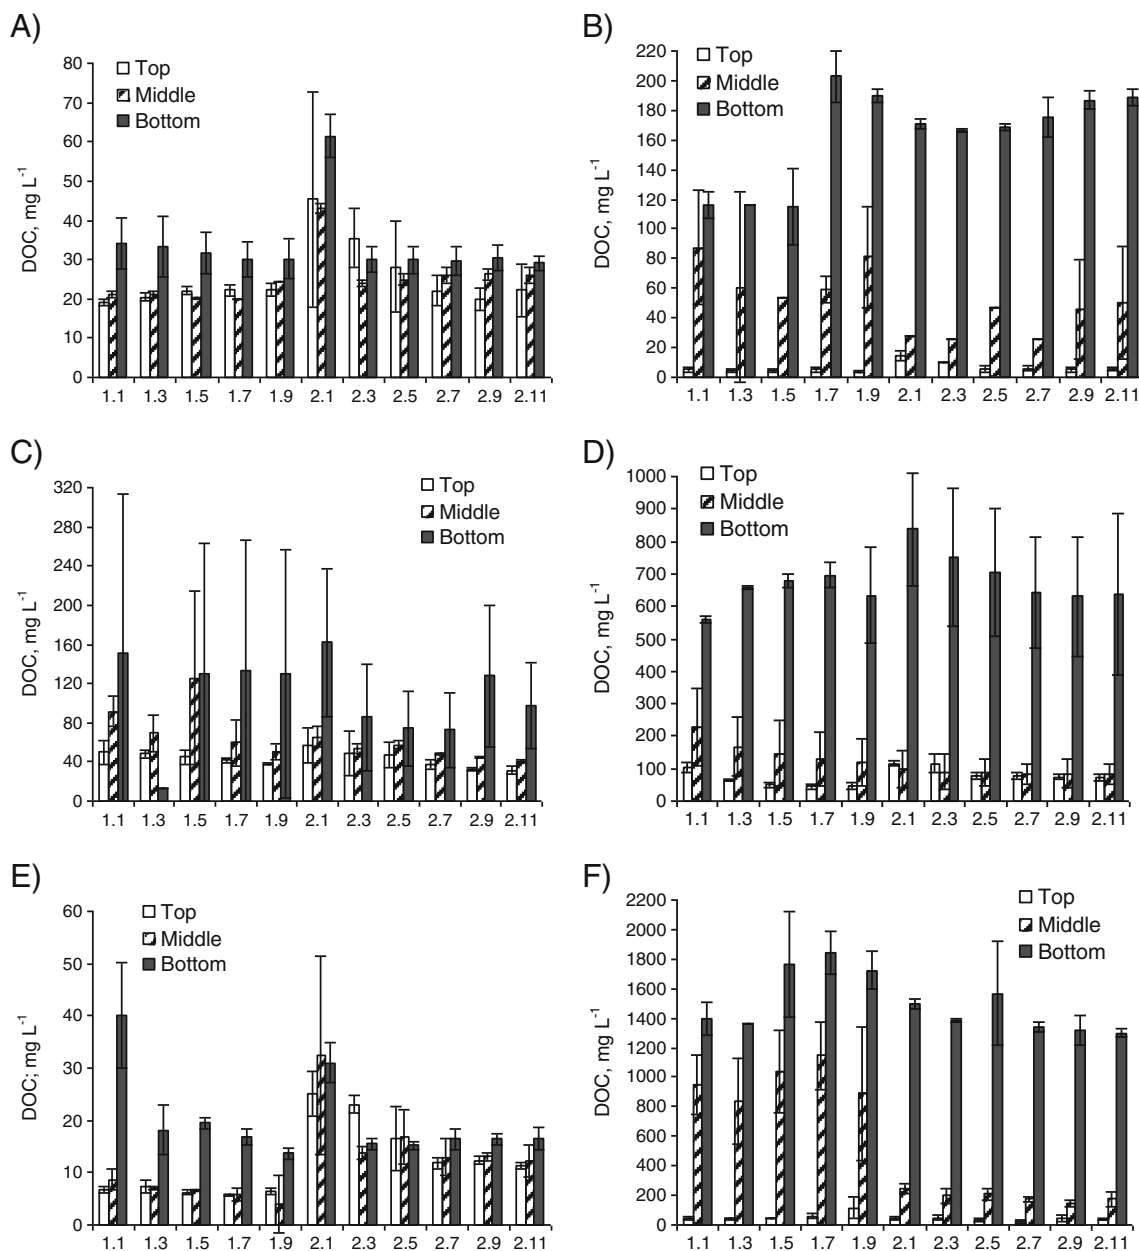 A)
80
70
60
50
40
30
20
10
0
DOC, mg L⁻¹
Top
Middle
Bottom
1.1 1.3 1.5 1.7 1.9 2.1 2.3 2.5 2.7 2.9 2.11
B)
220
200
180
160
140
120
100
80
60
40
20
0
DOC, mg L⁻¹
Top
Middle
Bottom
1.1 1.3 1.5 1.7 1.9 2.1 2.3 2.5 2.7 2.9 2.11
C)
320
280
240
200
160
120
80
40
0
DOC, mg L⁻¹
Top
Middle
Bottom
1.1 1.3 1.5 1.7 1.9 2.1 2.3 2.5 2.7 2.9 2.11
D)
1000
900
800
700
600
500
400
300
200
100
0
DOC, mg L⁻¹
Top
Middle
Bottom
1.1 1.3 1.5 1.7 1.9 2.1 2.3 2.5 2.7 2.9 2.11
E)
60
50
40
30
20
10
0
DOC; mg L⁻¹
Top
Middle
Bottom
1.1 1.3 1.5 1.7 1.9 2.1 2.3 2.5 2.7 2.9 2.11
F)
2200
2000
1800
1600
1400
1200
1000
800
600
400
200
0
DOC, mg L⁻¹
Top
Middle
Bottom
1.1 1.3 1.5 1.7 1.9 2.1 2.3 2.5 2.7 2.9 2.11